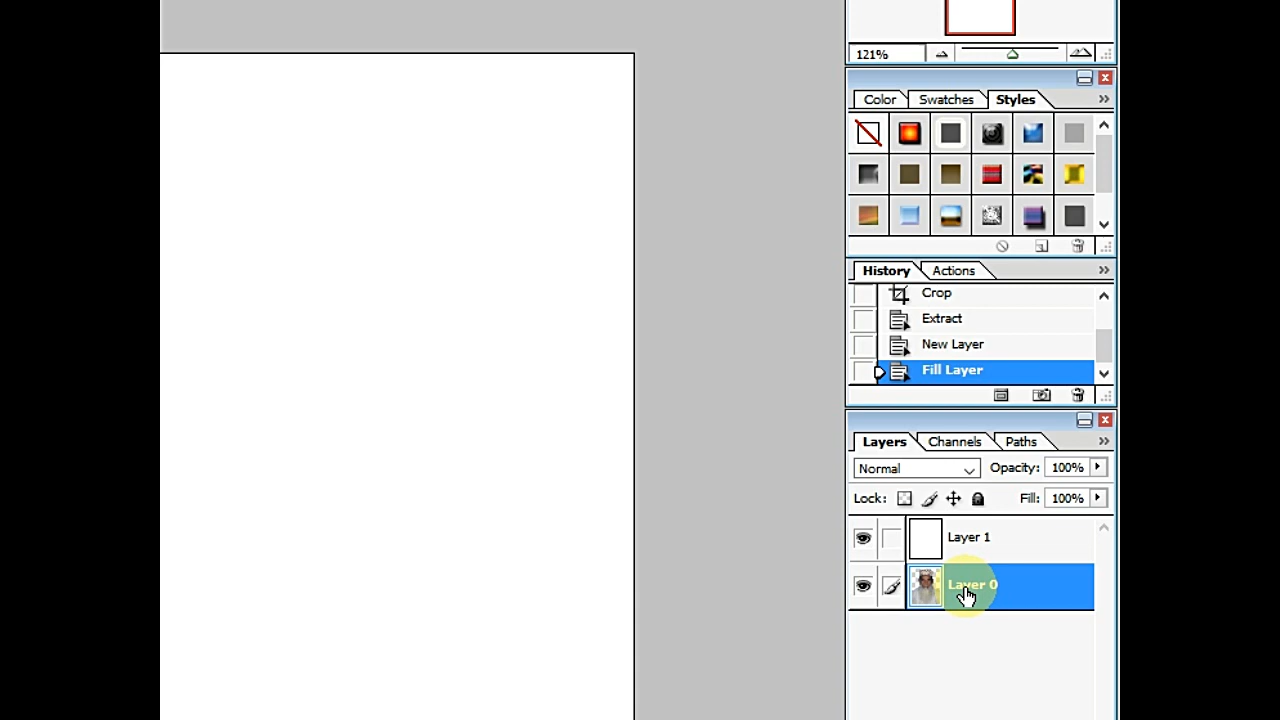 121%
Color Swatches Styles
History Actions
Crop
Extract
New Layer
Fill Layer
Layers Channels Paths
Normal Opacity: 100%
Lock: Fill: 100%
Layer 1
Layer 0